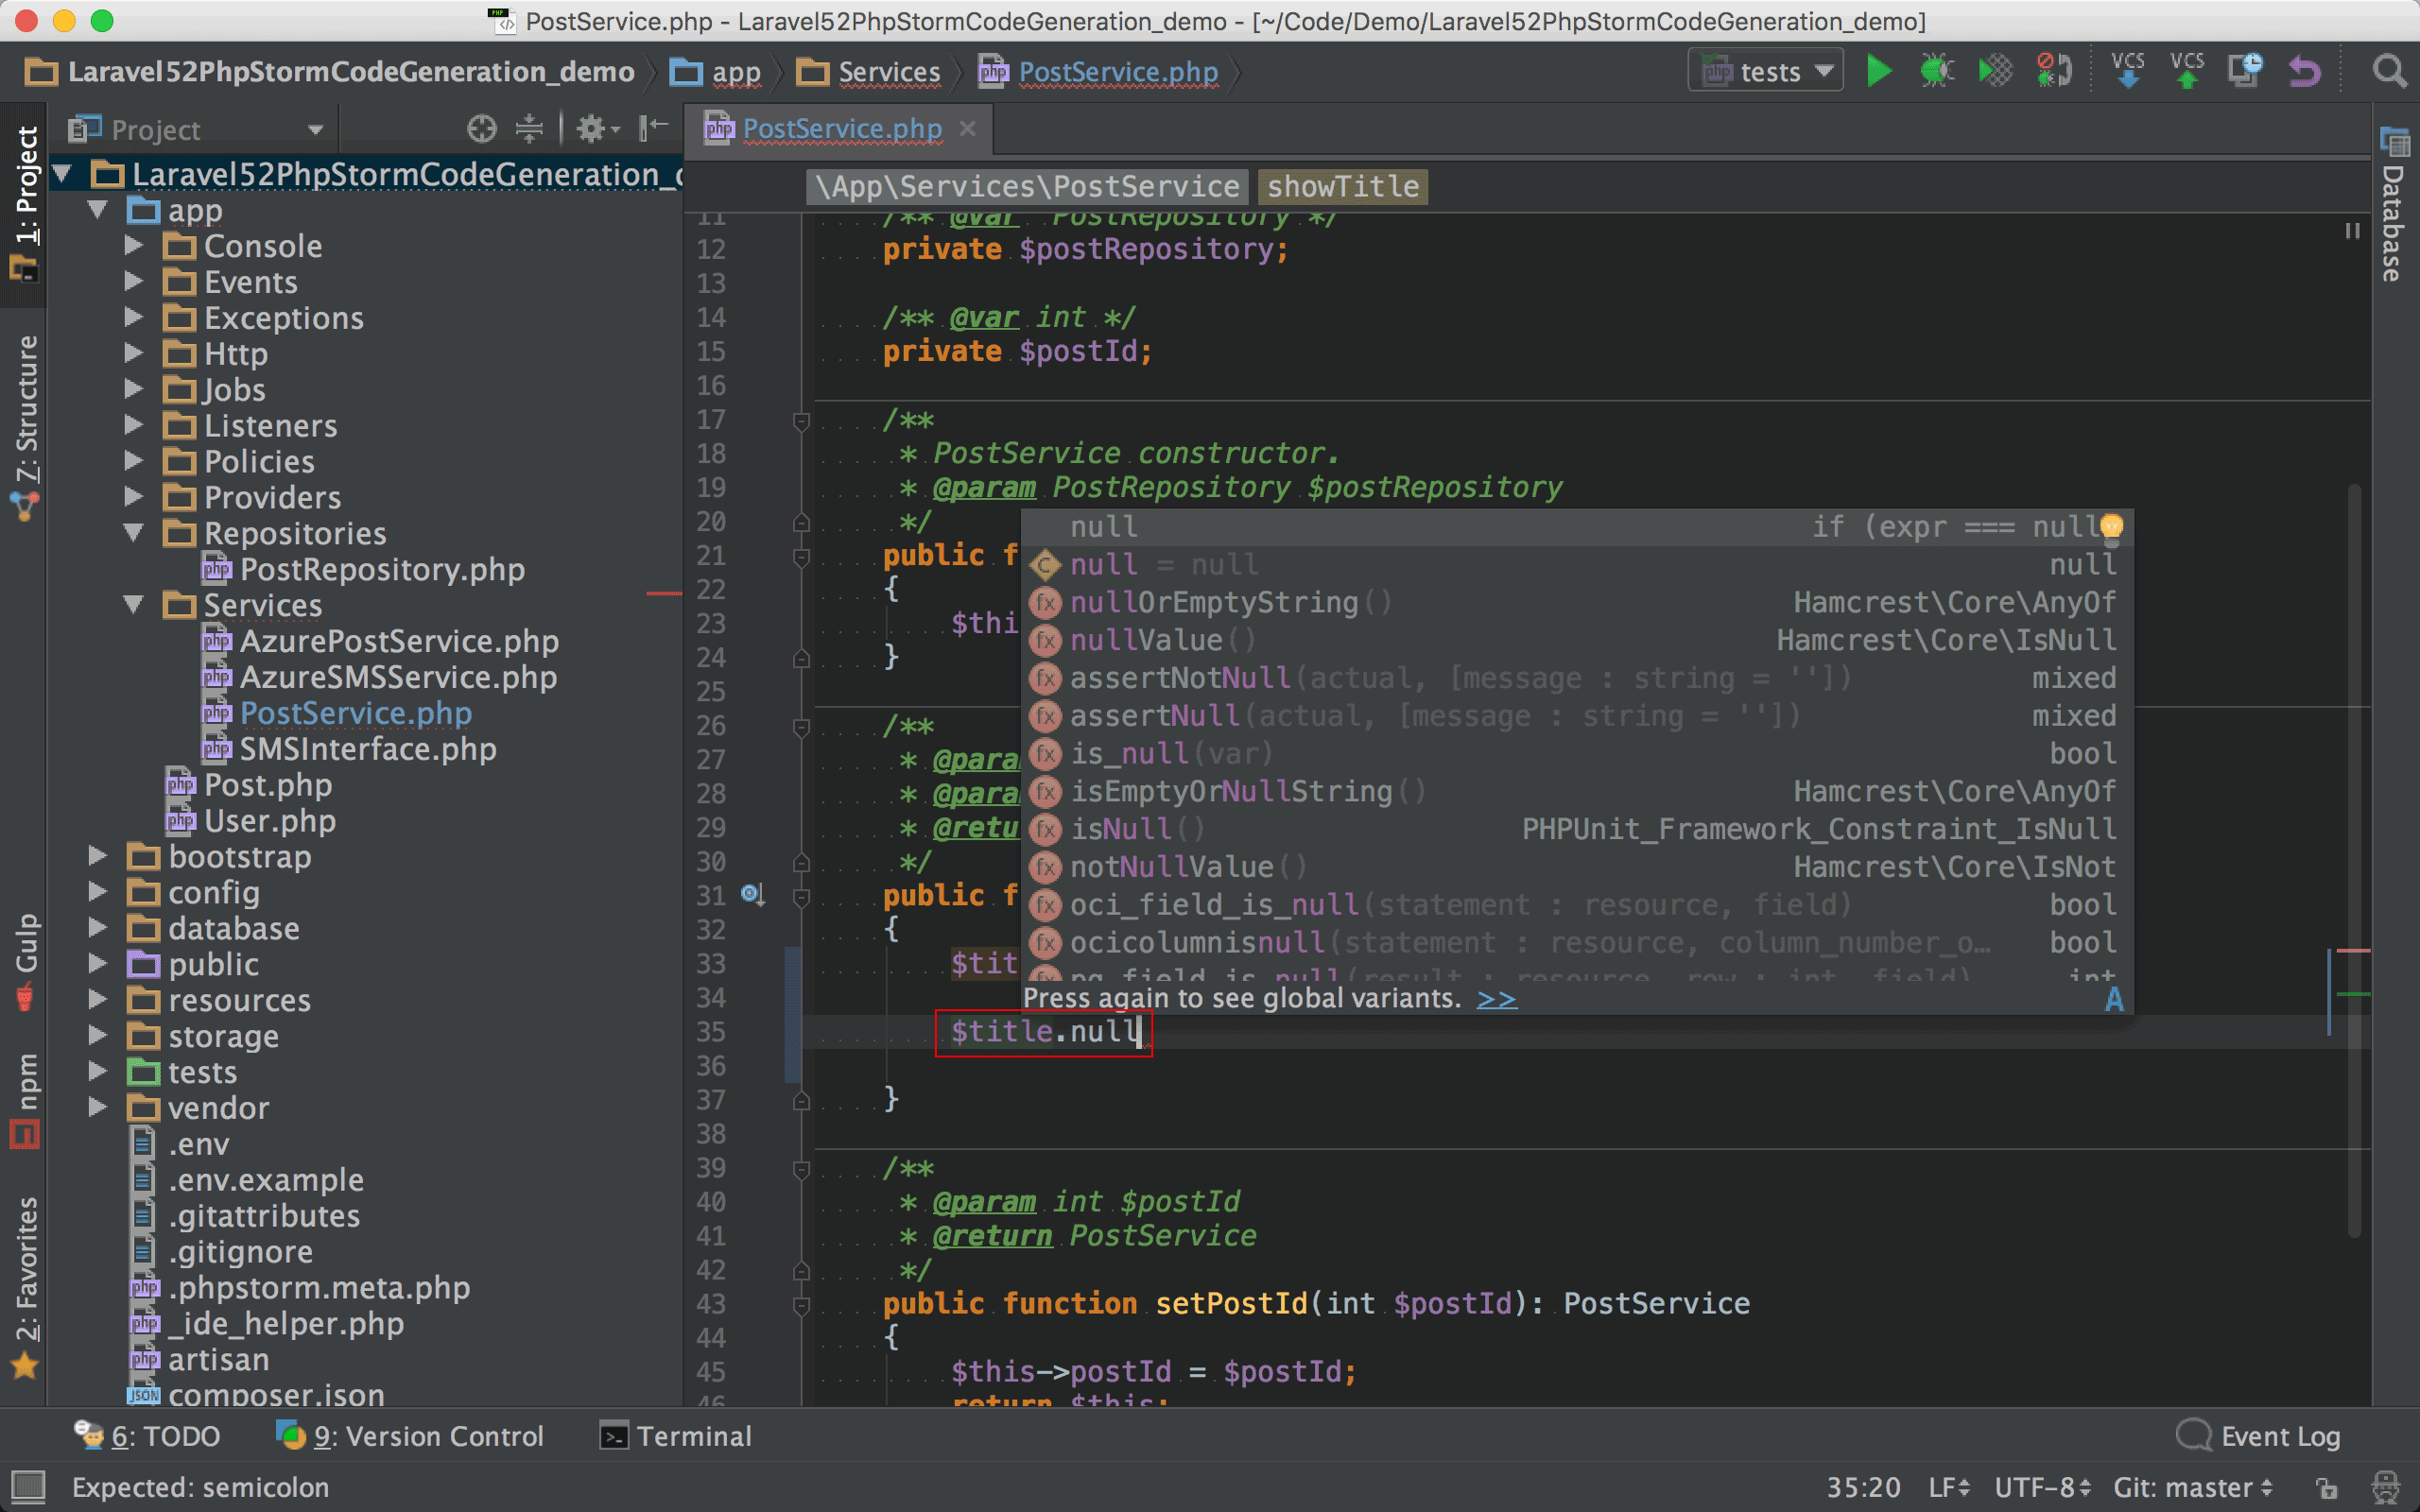 PostService.php - Laravel52PhpStormCodeGeneration_demo - [~/Code/Demo/Laravel52PhpStormCodeGeneration_demo]
Laravel52PhpStormCodeGeneration_demo app Services PostService.php tests VCS VCS
1: Project
7: Structure
Gulp
npm
2: Favorites
Project
Laravel52PhpStormCodeGeneration_
app
Console
Events
Exceptions
Http
Jobs
Listeners
Policies
Providers
Repositories
PostRepository.php
Services
AzurePostService.php
AzureSMSService.php
PostService.php
SMSInterface.php
Post.php
User.php
bootstrap
config
database
public
resources
storage
tests
vendor
.env
.env.example
.gitattributes
.gitignore
.phpstorm.meta.php
_ide_helper.php
artisan
composer.json
PostService.php
\App\Services\PostService showTitle
11 /** @var PostRepository */
12 private $postRepository;
13
14 /** @var int */
15 private $postId;
16
17 /**
18 * PostService constructor.
19 * @param PostRepository $postRepository
20 */
21 public f
22 {
23 $thi
24 }
25
26 /**
27 * @para
28 * @para
29 * @retu
30 */
31 public f
32 {
33 $tit
34
35 $title.null
36
37 }
38
39 /**
40 * @param int $postId
41 * @return PostService
42 */
43 public function setPostId(int $postId): PostService
44 {
45 $this->postId = $postId;
46 return $this;
null if (expr === null
null = null null
nullOrEmptyString() Hamcrest\Core\AnyOf
nullValue() Hamcrest\Core\IsNull
assertNotNull(actual, [message : string = '']) mixed
assertNull(actual, [message : string = '']) mixed
is_null(var) bool
isEmptyOrNullString() Hamcrest\Core\AnyOf
isNull() PHPUnit_Framework_Constraint_IsNull
notNullValue() Hamcrest\Core\IsNot
oci_field_is_null(statement : resource, field) bool
ocicolumnisnull(statement : resource, column_number_o… bool
pg_field_is_null(result : resource, row : int, field) int
Press again to see global variants. >>
Database
6: TODO 9: Version Control Terminal Event Log
Expected: semicolon 35:20 LF UTF-8 Git: master